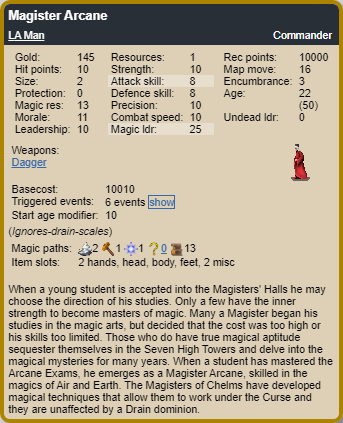 Magister Arcane
LA Man Commander
Gold: 145 Resources: 1 Rec points: 10000
Hit points: 10 Strength: 10 Map move: 16
Size: 2 Attack skill: 8 Encumbrance: 3
Protection: 0 Defence skill: 8 Age: 22
Magic res: 13 Precision: 10 (50)
Morale: 11 Combat speed: 10 Undead ldr: 0
Leadership: 10 Magic ldr: 25
Weapons:
Dagger
Basecost: 10010
Triggered events: 6 events show
Start age modifier: 10
(Ignores-drain-scales)
Magic paths: 2 1 1 ?0 13
Item slots: 2 hands, head, body, feet, 2 misc
When a young student is accepted into the Magisters' Halls he may
choose the direction of his studies. Only a few have the inner
strength to become masters of magic. Many a Magister began his
studies in the magic arts, but decided that the cost was too high or
his skills too limited. Those who do have true magical aptitude
sequester themselves in the Seven High Towers and delve into the
magical mysteries for many years. When a student has mastered the
Arcane Exams, he emerges as a Magister Arcane, skilled in the
magics of Air and Earth. The Magisters of Chelms have developed
magical techniques that allow them to work under the Curse and
they are unaffected by a Drain dominion.